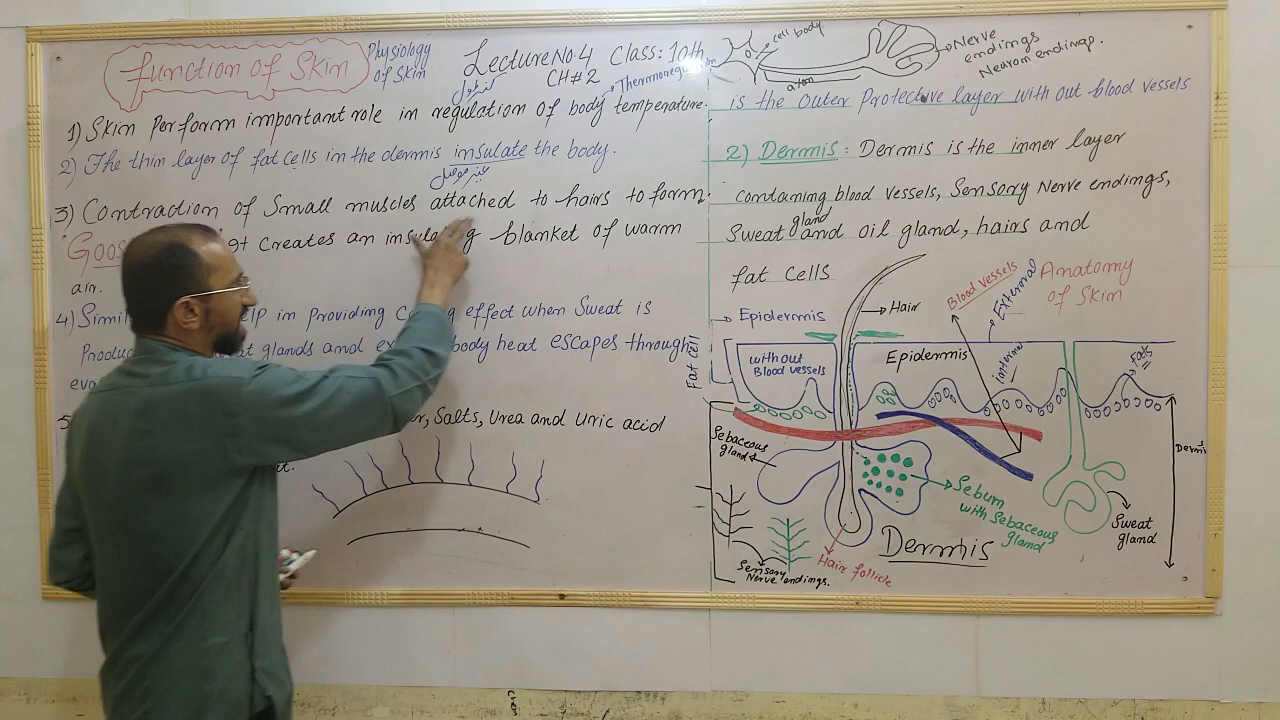 Function of Skin
Physiology
of Skin
Lecture No.4 Class: 10th
CH#2
کنٹرول
1) Skin Perform important role in regulation of body temperature.
2) The thin layer of fat cells in the dermis insulate the body.
غیر موصل
3) Contraction of Small muscles attached to hairs to form
Goos It creates an insulating blanket of warm
air.
4) Simil elp in Providing effect when Sweat is
Produc at glands and body heat escapes through
eva
5 Salts, Urea and Uric acid
t.
cell body
axon
Nerve
endings
Neuron endings.
is the outer Protective layer with out blood vessels
2) Dermis: Dermis is the inner layer
containing blood vessels, Sensory Nerve endings,
gland
Sweat and oil gland, hairs and
fat cells
Epidermis
Hair
Blood vessels
External
Anatomy
of Skin
Fat cell
without
Blood vessels
Epidermis
internal
Fats
Sebaceous
gland
Sebum
with Sebaceous
gland
Sweat
gland
Dermi
Dermis
Hair follicle
Sensory
Nerve endings.